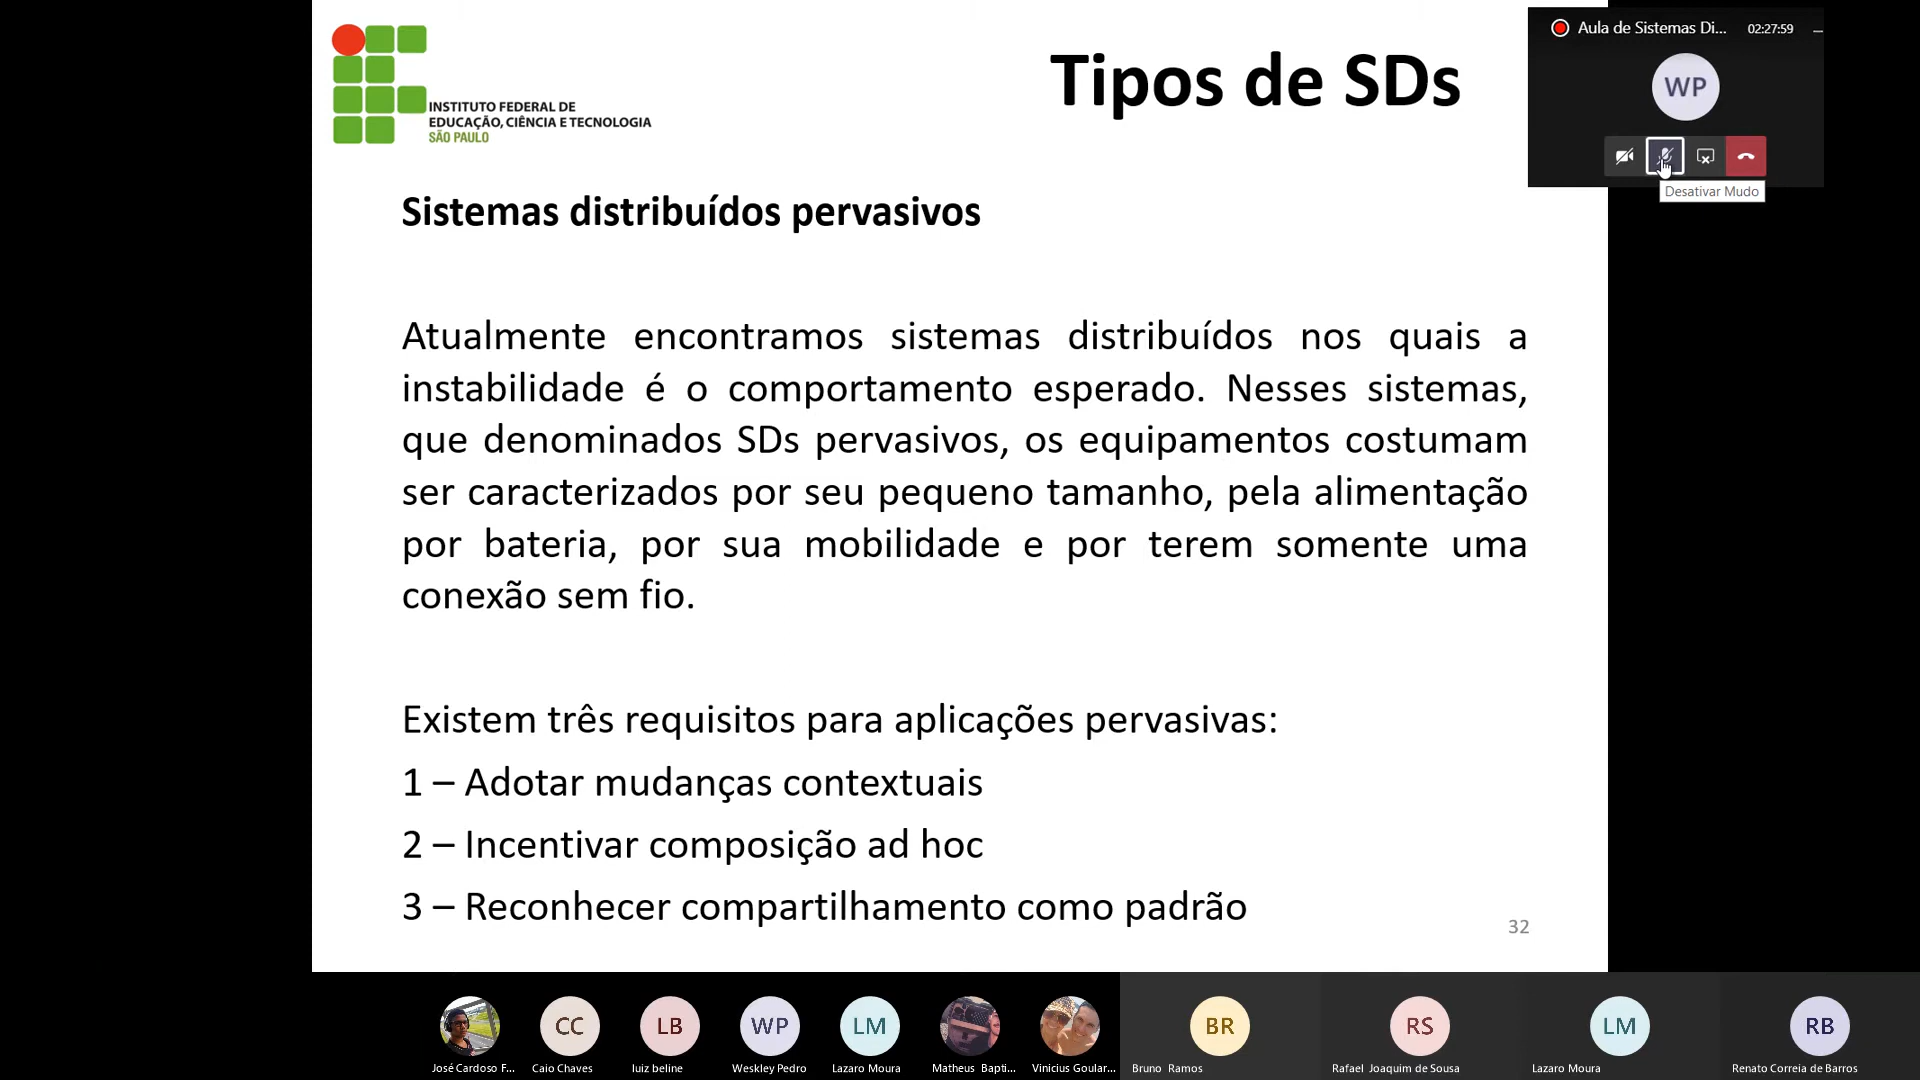 INSTITUTO FEDERAL DE
EDUCAÇÃO, CIÊNCIA E TECNOLOGIA
SÃO PAULO
Tipos de SDs
Aula de Sistemas Di... 02:27:59
WP
Desativar Mudo
Sistemas distribuídos pervasivos
Atualmente encontramos sistemas distribuídos nos quais a
instabilidade é o comportamento esperado. Nesses sistemas,
que denominados SDs pervasivos, os equipamentos costumam
ser caracterizados por seu pequeno tamanho, pela alimentação
por bateria, por sua mobilidade e por terem somente uma
conexão sem fio.
Existem três requisitos para aplicações pervasivas:
1 – Adotar mudanças contextuais
2 – Incentivar composição ad hoc
3 – Reconhecer compartilhamento como padrão
32
CC LB WP LM BR RS LM RB
José Cardoso F... Caio Chaves luiz beline Weskley Pedro Lazaro Moura Matheus Bapti... Vinicius Goular... Bruno Ramos Rafael Joaquim de Sousa Lazaro Moura Renato Correia de Barros